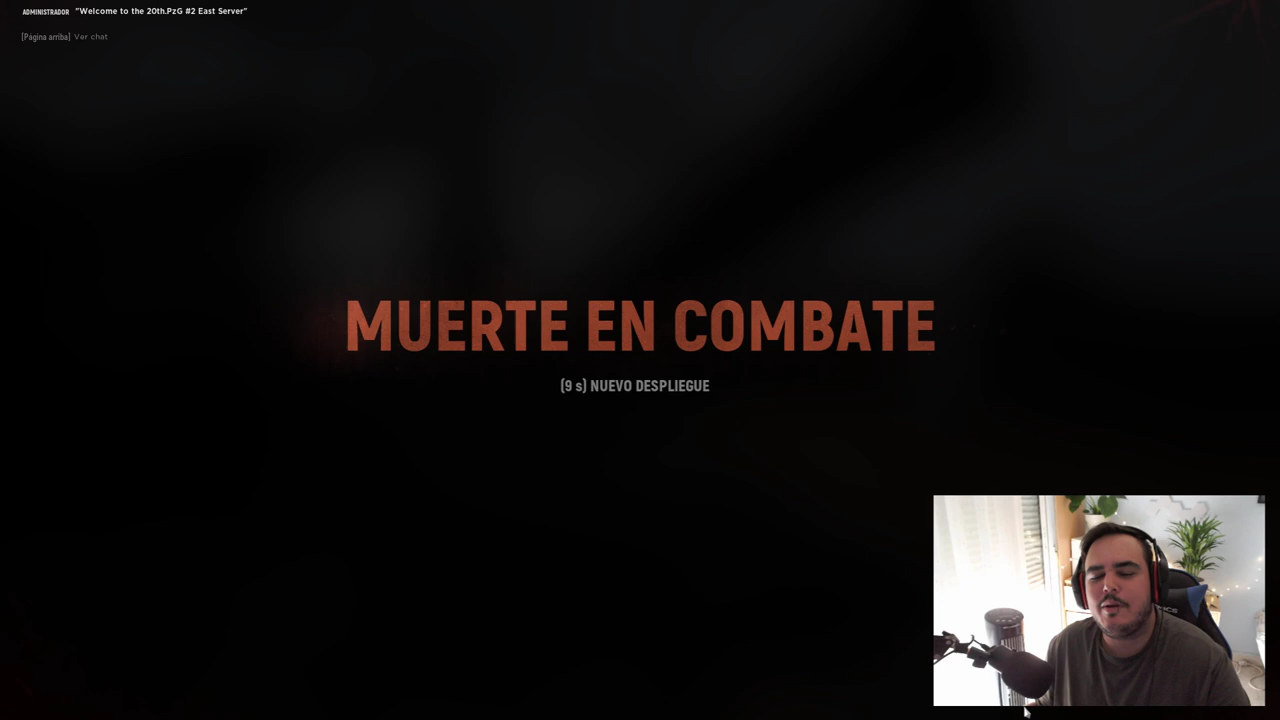 ADMINISTRADOR "Welcome to the 20th.PzG #2 East Server"
[Página arriba] Ver chat
MUERTE EN COMBATE
(9 s) NUEVO DESPLIEGUE